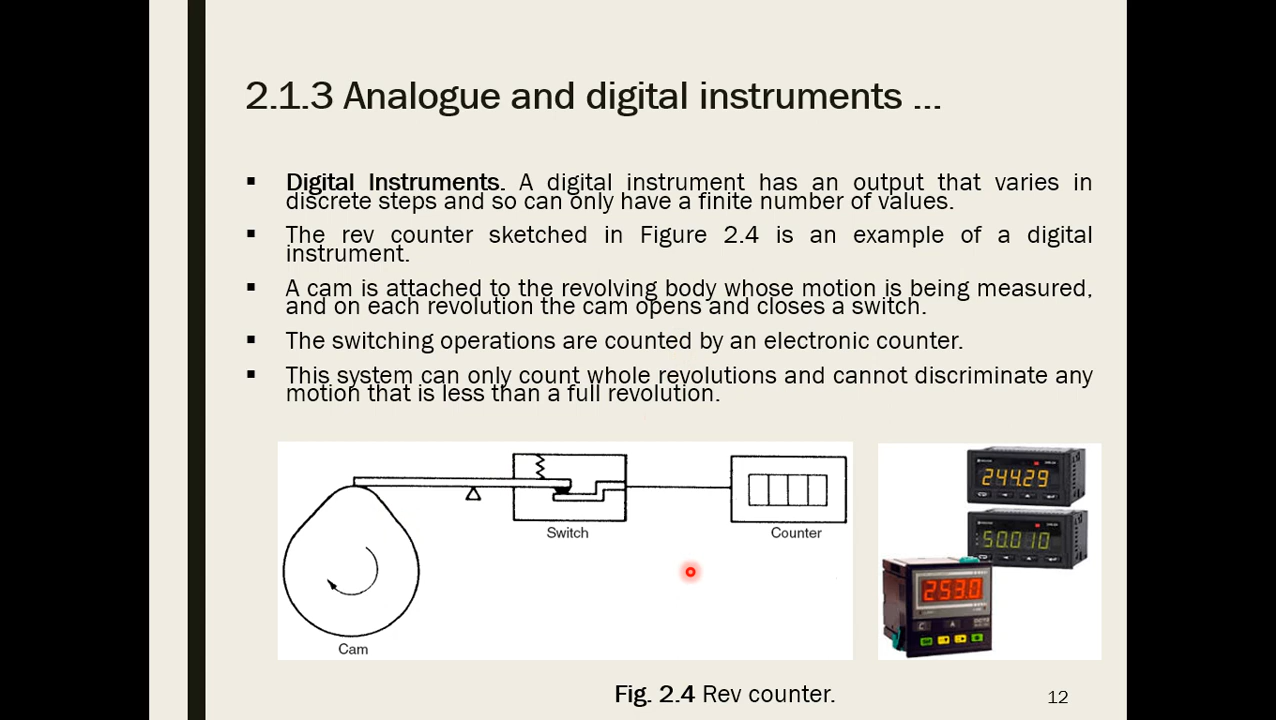 2.1.3 Analogue and digital instruments ...
▪ Digital Instruments. A digital instrument has an output that varies in
discrete steps and so can only have a finite number of values.
▪ The rev counter sketched in Figure 2.4 is an example of a digital
instrument.
▪ A cam is attached to the revolving body whose motion is being measured,
and on each revolution the cam opens and closes a switch.
▪ The switching operations are counted by an electronic counter.
▪ This system can only count whole revolutions and cannot discriminate any
motion that is less than a full revolution.
244.29
50.010
253.0
Switch
Counter
Cam
Fig. 2.4 Rev counter.
12